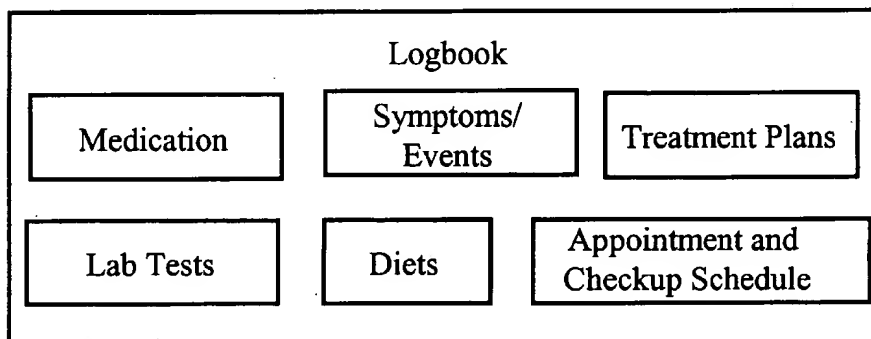 Logbook
Medication
Symptoms/
Events
Treatment Plans
Lab Tests
Diets
Appointment and
Checkup Schedule